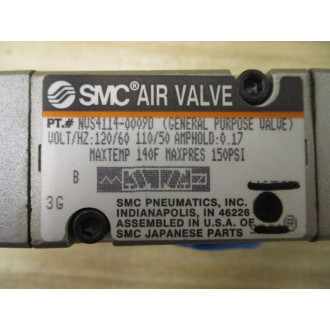 SMC® AIR VALVE
PT.# NVS4114-0009D (GENERAL PURPOSE VALVE)
VOLT/HZ:120/60 110/50 AMPHOLD:0.17
MAXTEMP 140F MAXPRES 150PSI
B
3G
SMC PNEUMATICS, INC.
INDIANAPOLIS, IN 46226
ASSEMBLED IN U.S.A. OF
SMC JAPANESE PARTS